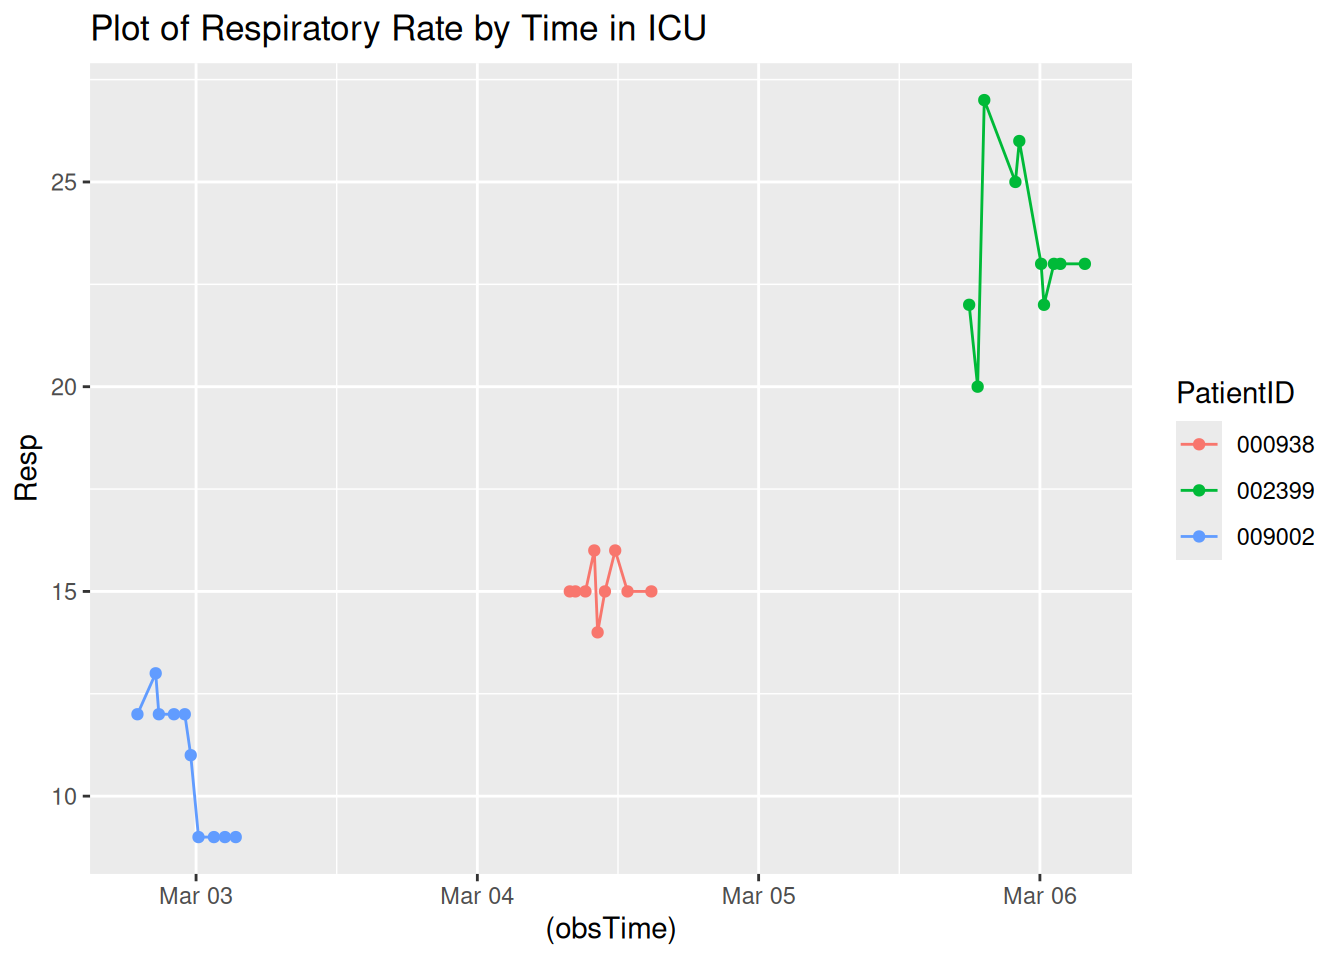 Plot of Respiratory Rate by Time in ICU
25
20
15
10
Resp
Mar 03
Mar 04
Mar 05
Mar 06
(obsTime)
PatientID
000938
002399
009002